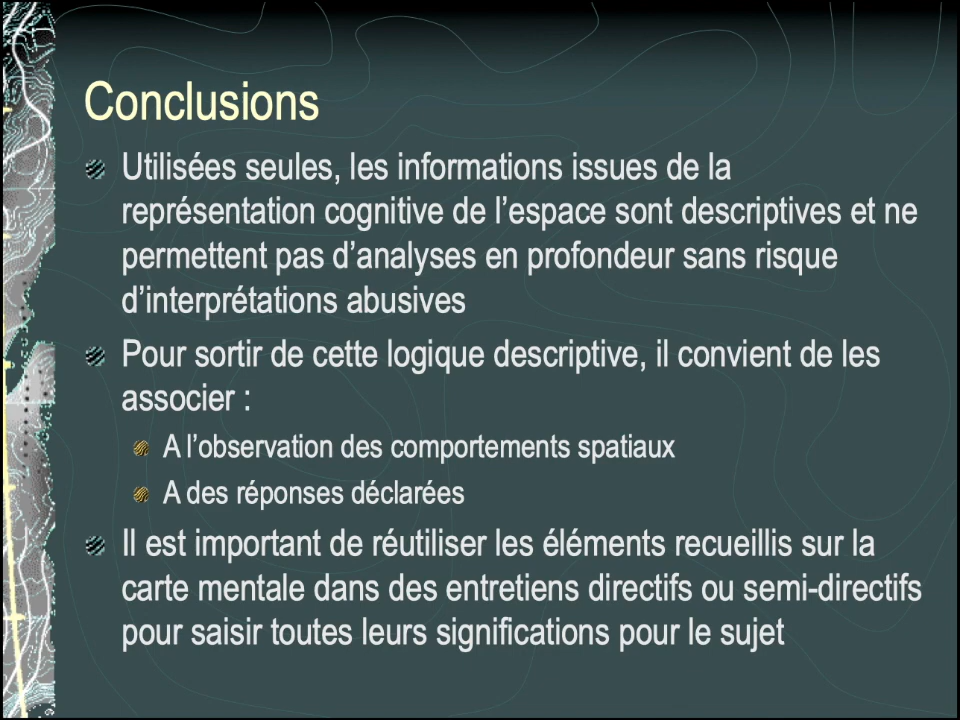 Conclusions
Utilisées seules, les informations issues de la
représentation cognitive de l’espace sont descriptives et ne
permettent pas d’analyses en profondeur sans risque
d’interprétations abusives
Pour sortir de cette logique descriptive, il convient de les
associer :
A l’observation des comportements spatiaux
A des réponses déclarées
Il est important de réutiliser les éléments recueillis sur la
carte mentale dans des entretiens directifs ou semi-directifs
pour saisir toutes leurs significations pour le sujet